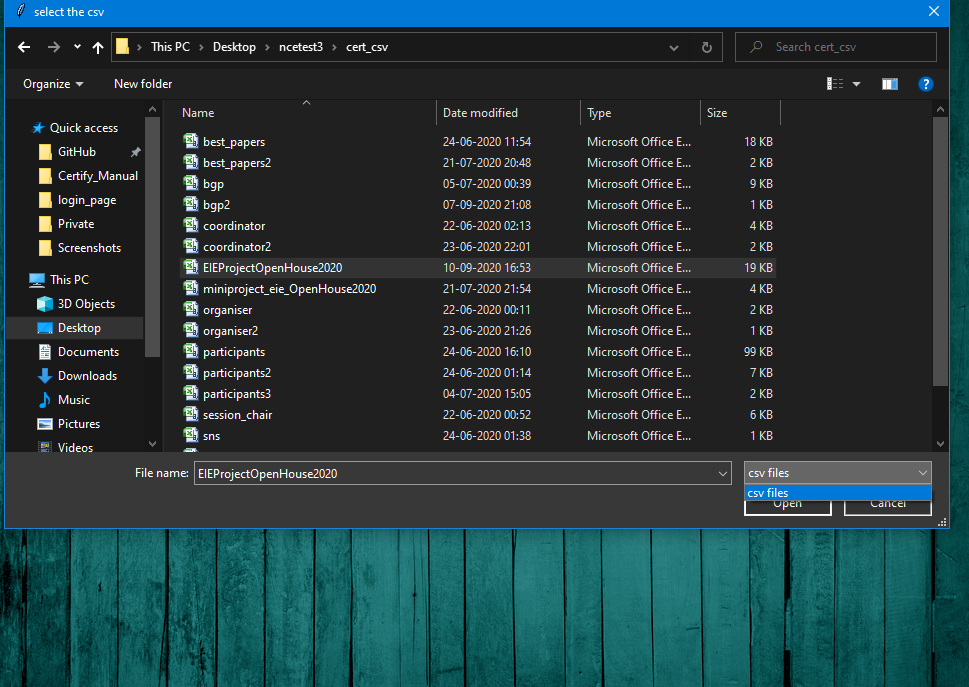 select the csv
This PC > Desktop > ncetest3 > cert_csv
Search cert_csv
Organize New folder
Name Date modified Type Size
Quick access
GitHub
Certify_Manual
login_page
Private
Screenshots
This PC
3D Objects
Desktop
Documents
Downloads
Music
Pictures
Videos
best_papers 24-06-2020 11:54 Microsoft Office E... 18 KB
best_papers2 21-07-2020 20:48 Microsoft Office E... 2 KB
bgp 05-07-2020 00:39 Microsoft Office E... 9 KB
bgp2 07-09-2020 21:08 Microsoft Office E... 1 KB
coordinator 22-06-2020 02:13 Microsoft Office E... 4 KB
coordinator2 23-06-2020 22:01 Microsoft Office E... 2 KB
EIEProjectOpenHouse2020 10-09-2020 16:53 Microsoft Office E... 19 KB
miniproject_eie_OpenHouse2020 21-07-2020 21:54 Microsoft Office E... 4 KB
organiser 22-06-2020 00:11 Microsoft Office E... 2 KB
organiser2 23-06-2020 21:26 Microsoft Office E... 1 KB
participants 24-06-2020 16:10 Microsoft Office E... 99 KB
participants2 24-06-2020 01:14 Microsoft Office E... 7 KB
participants3 04-07-2020 15:05 Microsoft Office E... 2 KB
session_chair 22-06-2020 00:52 Microsoft Office E... 6 KB
sns 24-06-2020 01:38 Microsoft Office E... 1 KB
File name: EIEProjectOpenHouse2020 csv files
csv files
Open Cancel